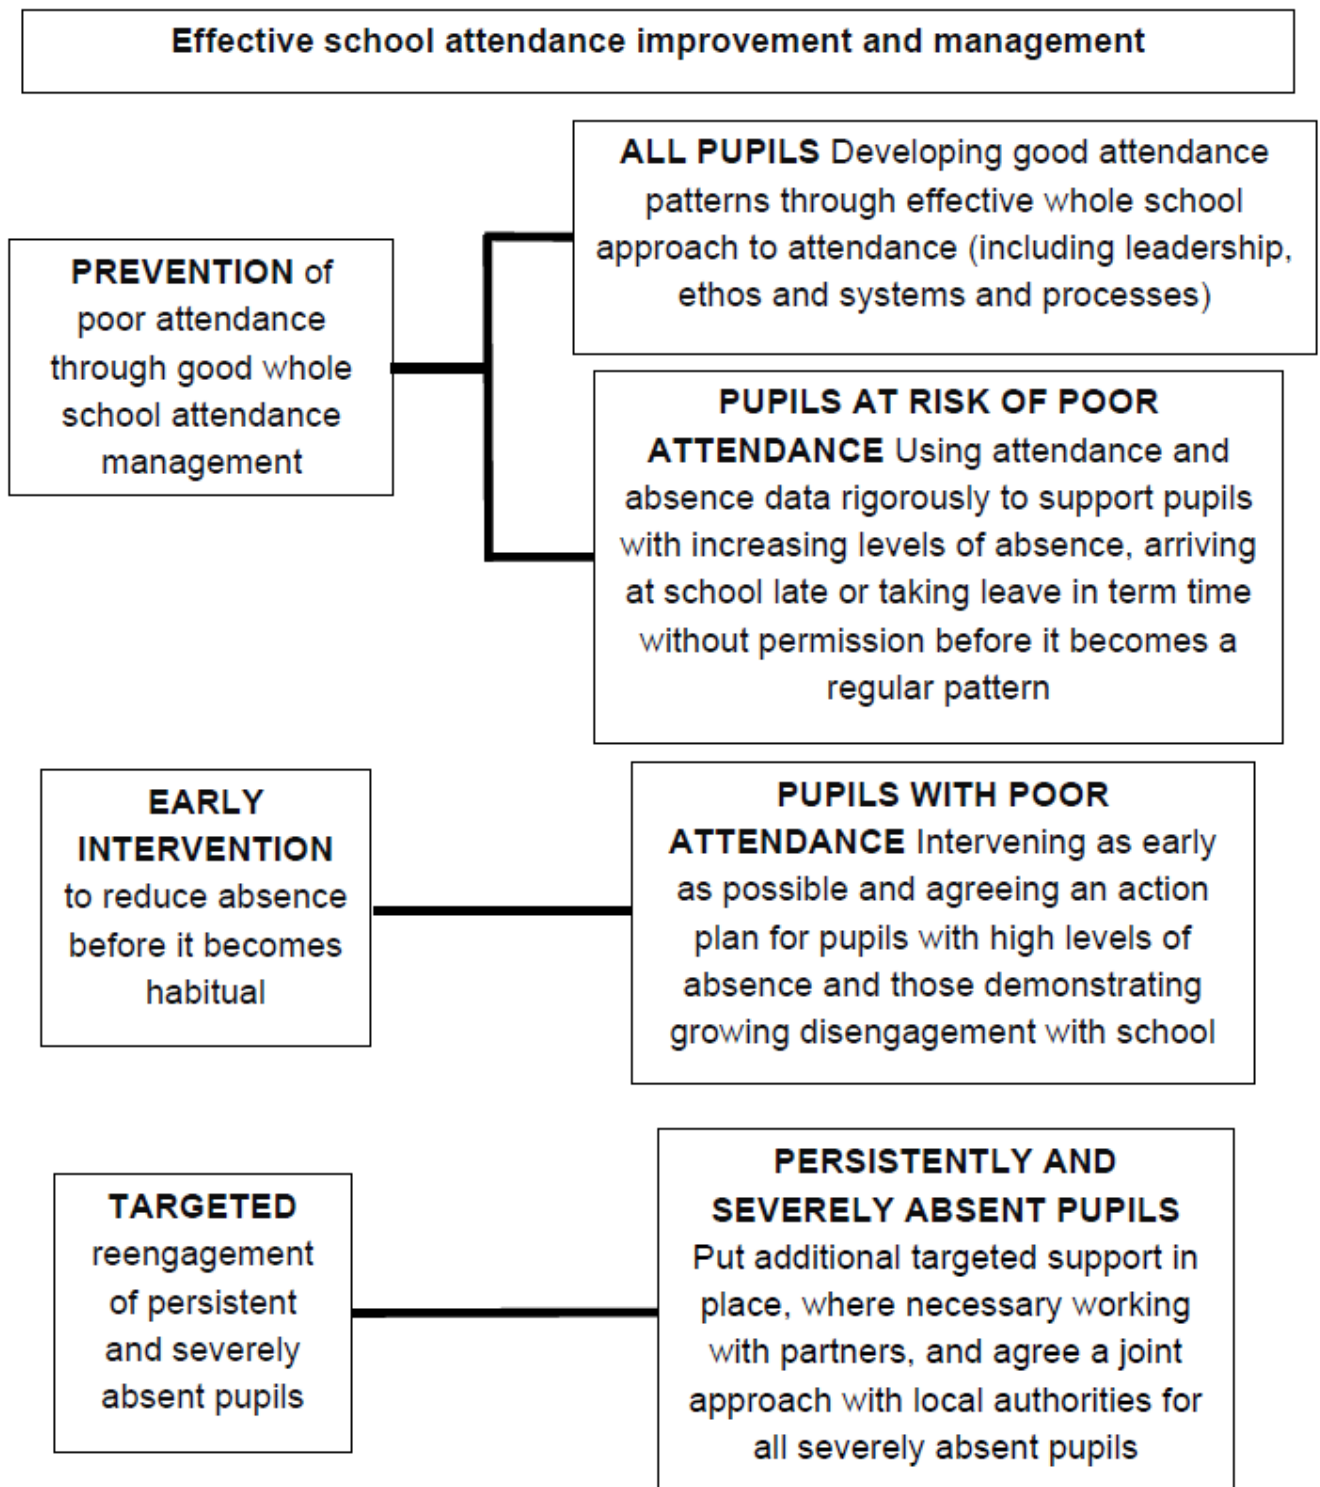 Effective school attendance improvement and management
ALL PUPILS Developing good attendance
patterns through effective whole school
approach to attendance (including leadership,
ethos and systems and processes)
PREVENTION of
poor attendance
through good whole
school attendance
management
PUPILS AT RISK OF POOR
ATTENDANCE Using attendance and
absence data rigorously to support pupils
with increasing levels of absence, arriving
at school late or taking leave in term time
without permission before it becomes a
regular pattern
EARLY
INTERVENTION
to reduce absence
before it becomes
habitual
PUPILS WITH POOR
ATTENDANCE Intervening as early
as possible and agreeing an action
plan for pupils with high levels of
absence and those demonstrating
growing disengagement with school
TARGETED
reengagement
of persistent
and severely
absent pupils
PERSISTENTLY AND
SEVERELY ABSENT PUPILS
Put additional targeted support in
place, where necessary working
with partners, and agree a joint
approach with local authorities for
all severely absent pupils